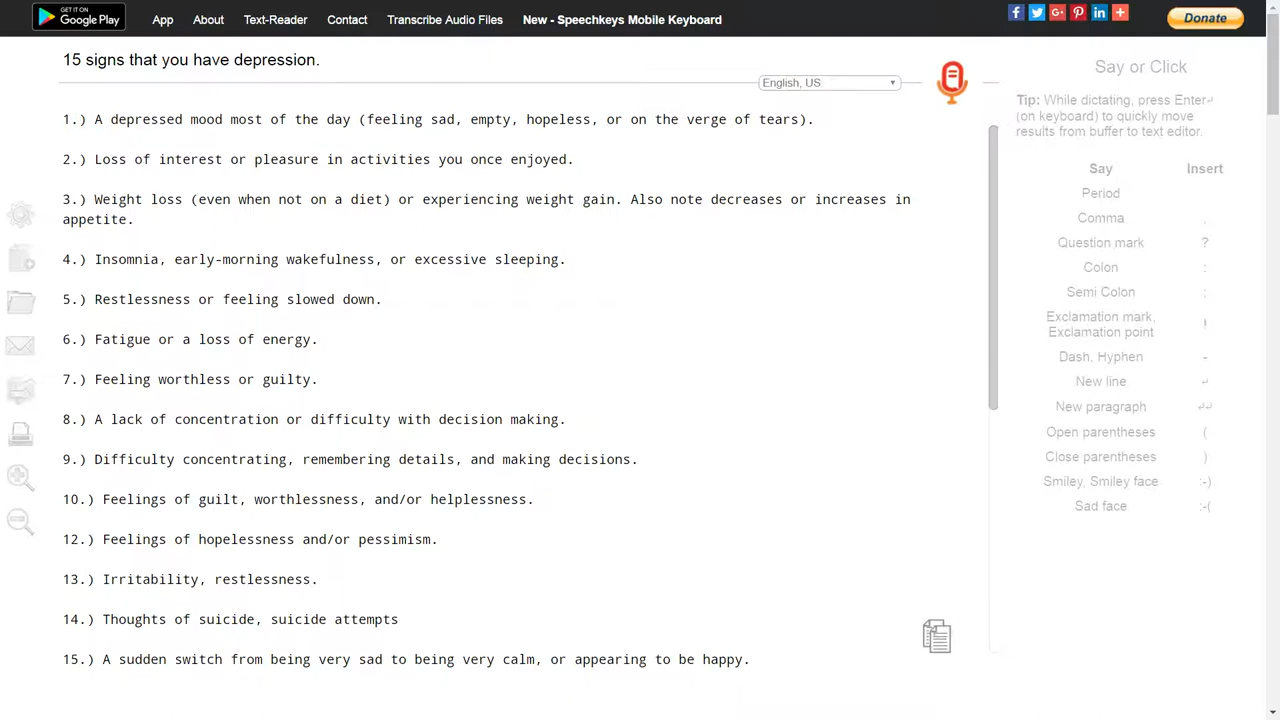 GET IT ON
Google Play
App
About
Text-Reader
Contact
Transcribe Audio Files
New - Speechkeys Mobile Keyboard
Donate
15 signs that you have depression.
English, US
1.) A depressed mood most of the day (feeling sad, empty, hopeless, or on the verge of tears).
2.) Loss of interest or pleasure in activities you once enjoyed.
3.) Weight loss (even when not on a diet) or experiencing weight gain. Also note decreases or increases in
appetite.
4.) Insomnia, early-morning wakefulness, or excessive sleeping.
5.) Restlessness or feeling slowed down.
6.) Fatigue or a loss of energy.
7.) Feeling worthless or guilty.
8.) A lack of concentration or difficulty with decision making.
9.) Difficulty concentrating, remembering details, and making decisions.
10.) Feelings of guilt, worthlessness, and/or helplessness.
12.) Feelings of hopelessness and/or pessimism.
13.) Irritability, restlessness.
14.) Thoughts of suicide, suicide attempts
15.) A sudden switch from being very sad to being very calm, or appearing to be happy.
Say or Click
Tip: While dictating, press Enter↵
(on keyboard) to quickly move
results from buffer to text editor.
Say Insert
Period .
Comma ,
Question mark ?
Colon :
Semi Colon ;
Exclamation mark,
Exclamation point !
Dash, Hyphen -
New line ↵
New paragraph ↵↵
Open parentheses (
Close parentheses )
Smiley, Smiley face :-)
Sad face :-(